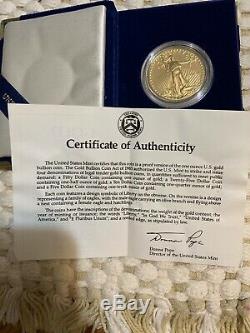 Certificate of Authenticity
The United States Mint certifies that this coin is a proof version of the one ounce U.S. gold
bullion coin. The Gold Bullion Coin Act of 1985 authorized the U.S. Mint to strike and issue
four denominations of legal tender gold bullion coins, in quantities sufficient to meet public
demand: a Fifty Dollar coin containing one ounce of gold; a Twenty-Five Dollar Coin
containing one-half ounce of gold; a Ten Dollar Coin containing one-quarter ounce of gold;
and a Five Dollar Coin containing one-tenth ounce of gold.
Each coin features a design symbolic of Liberty on the obverse. On the reverse is a design
representing a family of eagles, with the male eagle carrying an olive branch and flying above
a nest containing a female eagle and hatchlings.
The coins have the inscriptions of the denomination, the weight of the gold content; the
year of minting or issuance; the words "Liberty," "In God We Trust," "United States of
America," and "E Pluribus Unum"; and a reeded edge, as stipulated by law.
Donna Pope
Donna Pope
Director of the United States Mint